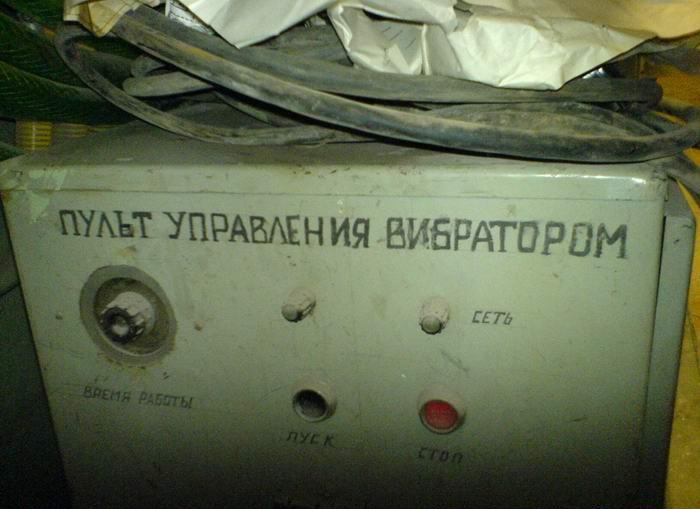 ПУЛЬТ УПРАВЛЕНИЯ ВИБРАТОРОМ
СЕТЬ
ВРЕМЯ РАБОТЫ
ПУСК
СТОП